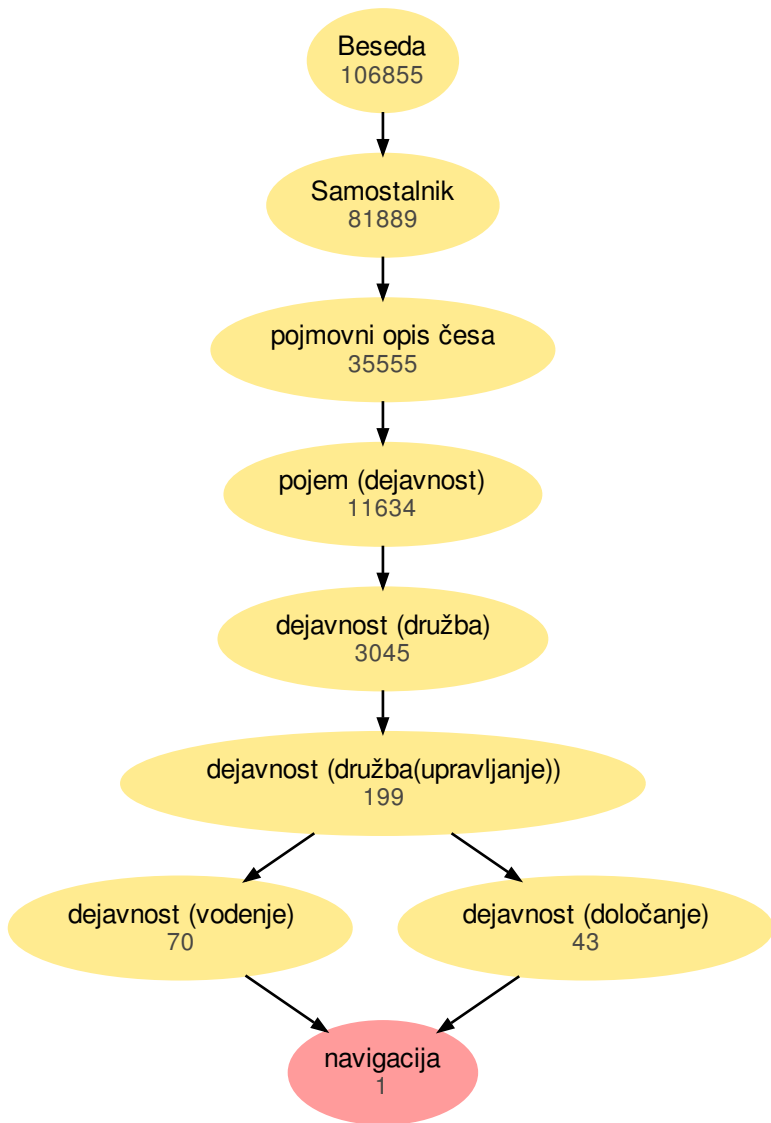 Beseda
106855
Samostalnik
81889
pojmovni opis česa
35555
pojem (dejavnost)
11634
dejavnost (družba)
3045
dejavnost (družba(upravljanje))
199
dejavnost (vodenje)
70
dejavnost (določanje)
43
navigacija
1